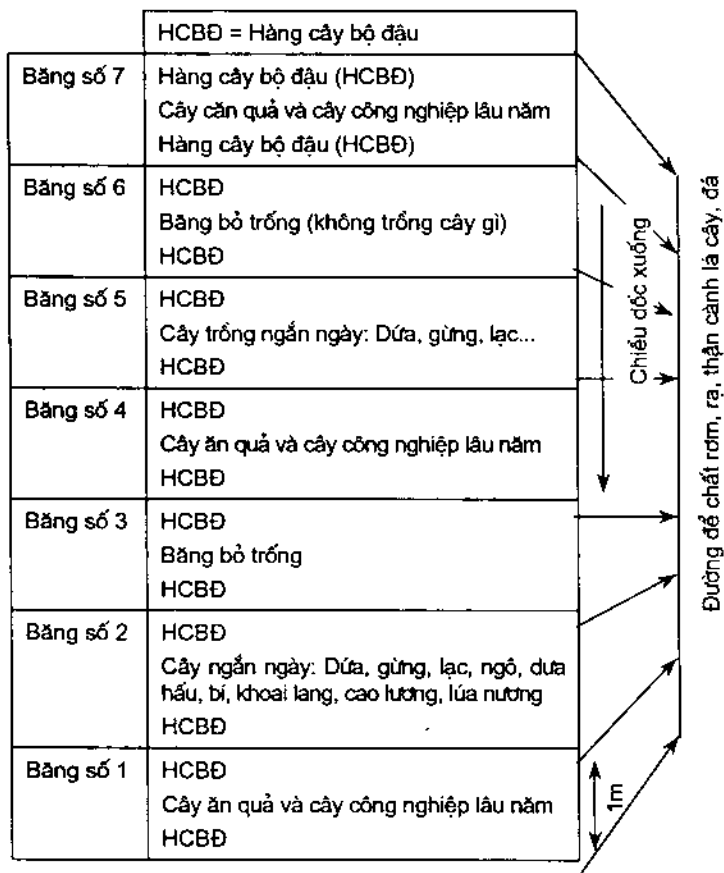 HCBĐ = Hàng cây bộ đậu
Băng số 7
Hàng cây bộ đậu (HCBĐ)
Cây căn quả và cây công nghiệp lâu năm
Hàng cây bộ đậu (HCBĐ)
Băng số 6
HCBĐ
Băng bỏ trống (không trồng cây gì)
HCBĐ
Băng số 5
HCBĐ
Cây trồng ngắn ngày: Dứa, gừng, lạc...
HCBĐ
Băng số 4
HCBĐ
Cây ăn quả và cây công nghiệp lâu năm
HCBĐ
Băng số 3
HCBĐ
Băng bỏ trống
HCBĐ
Băng số 2
HCBĐ
Cây ngắn ngày: Dứa, gừng, lạc, ngô, dưa
hấu, bí, khoai lang, cao lương, lúa nương
HCBĐ
Băng số 1
HCBĐ
Cây ăn quả và cây công nghiệp lâu năm
HCBĐ
Chiều dốc xuống
1m
Đường để chất rơm, rạ, thân cành lá cây, đá